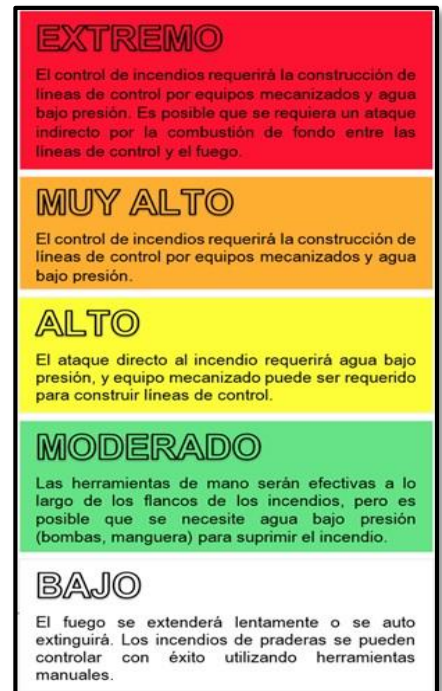 EXTREMO
El control de incendios requerirá la construcción de
líneas de control por equipos mecanizados y agua
bajo presión. Es posible que se requiera un ataque
indirecto por la combustión de fondo entre las
líneas de control y el fuego.
MUY ALTO
El control de incendios requerirá la construcción de
líneas de control por equipos mecanizados y agua
bajo presión.
ALTO
El ataque directo al incendio requerirá agua bajo
presión, y equipo mecanizado puede ser requerido
para construir líneas de control.
MODERADO
Las herramientas de mano serán efectivas a lo
largo de los flancos de los incendios, pero es
posible que se necesite agua bajo presión
(bombas, manguera) para suprimir el incendio.
BAJO
El fuego se extenderá lentamente o se auto
extinguirá. Los incendios de praderas se pueden
controlar con éxito utilizando herramientas
manuales.